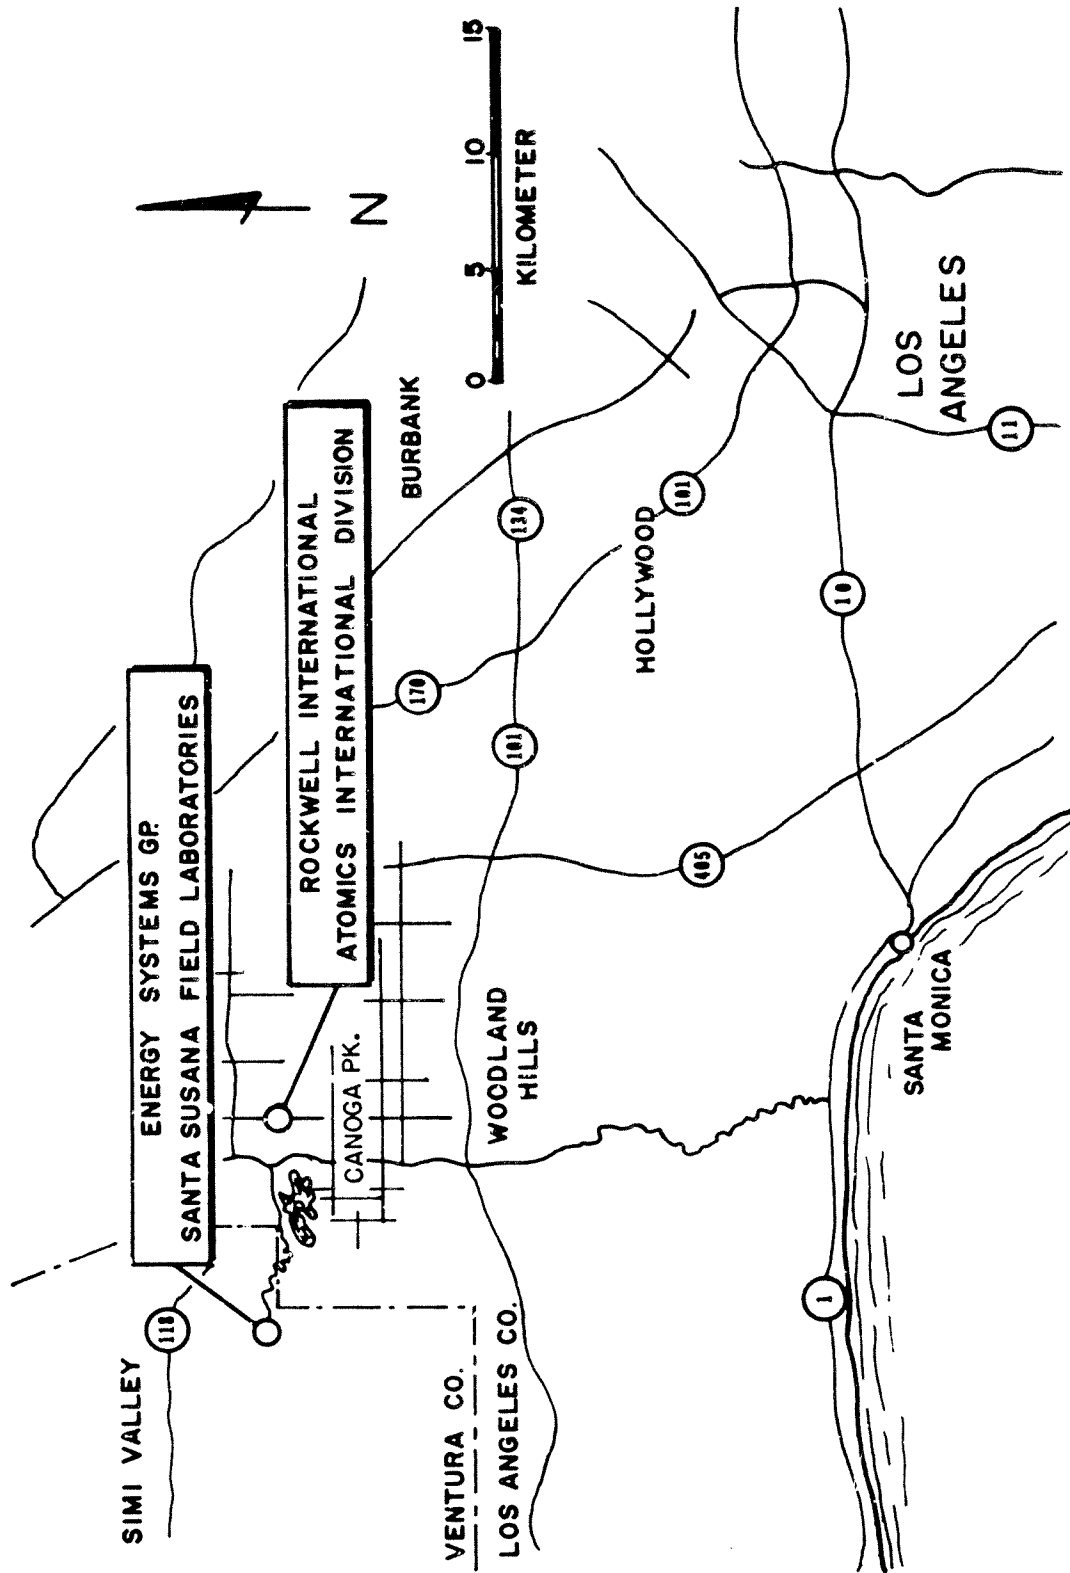 ENERGY SYSTEMS GP.
SANTA SUSANA FIELD LABORATORIES
ROCKWELL INTERNATIONAL
ATOMICS INTERNATIONAL DIVISION
SIMI VALLEY
118
CANOGA PK.
BURBANK
N
0 5 10 15
KILOMETER
170
VENTURA CO.
LOS ANGELES CO.
WOODLAND
HILLS
101
134
HOLLYWOOD
101
405
10
1
SANTA
MONICA
LOS
ANGELES
11